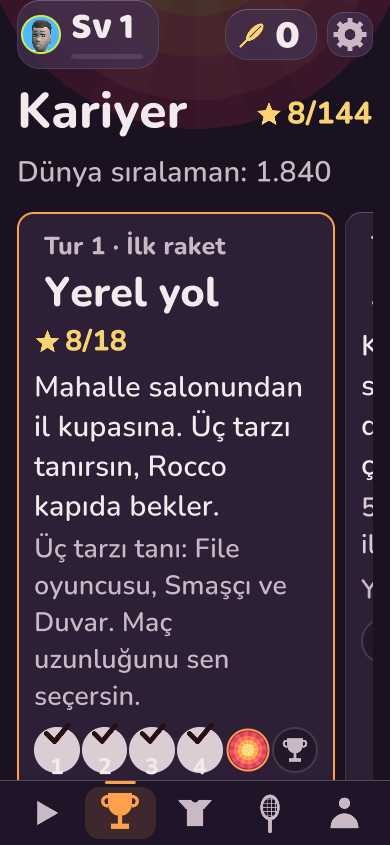 Sv 1
0
Kariyer
8/144
Dünya sıralaman: 1.840
Tur 1 · İlk raket
Yerel yol
8/18
Mahalle salonundan
il kupasına. Üç tarzı
tanırsın, Rocco
kapıda bekler.
Üç tarzı tanı: File
oyuncusu, Smaşçı ve
Duvar. Maç
uzunluğunu sen
seçersin.
1 2 3 4